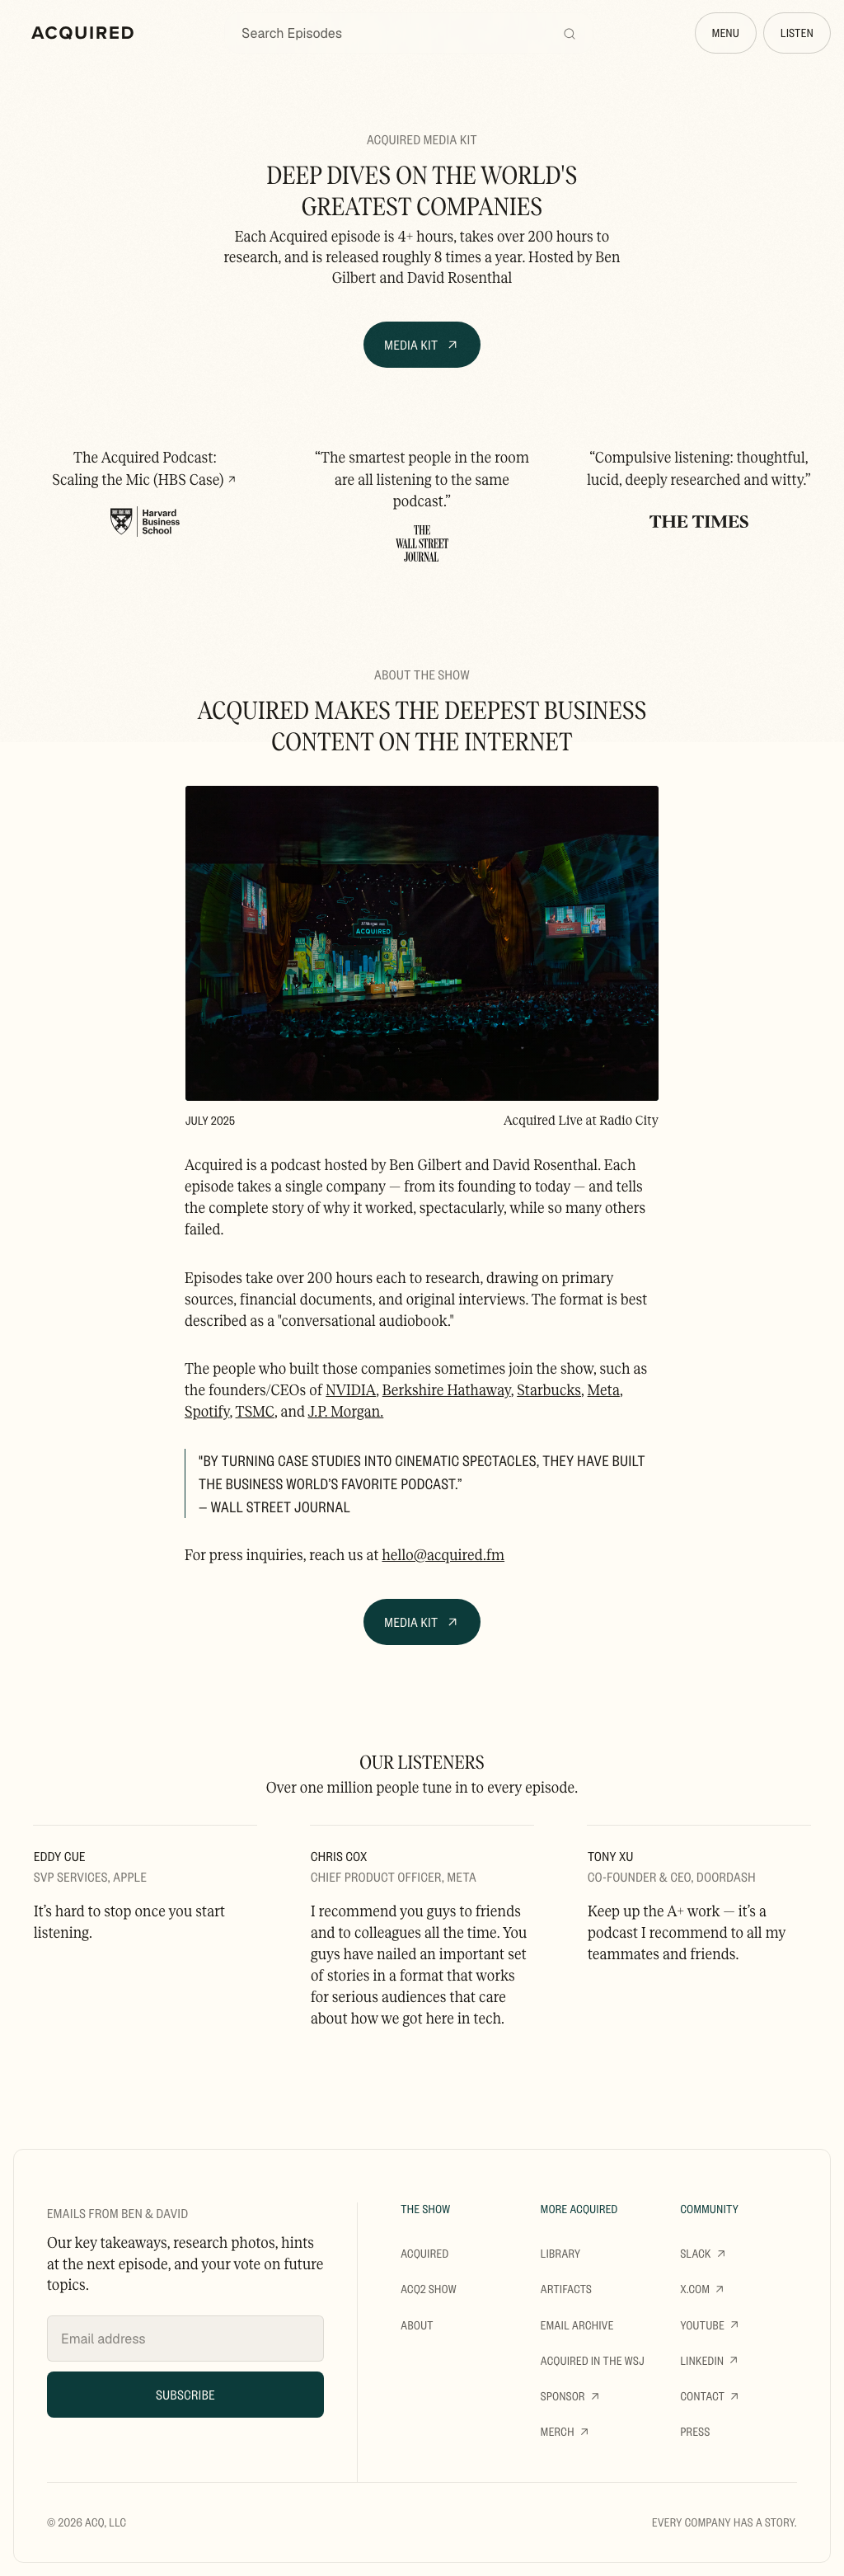 ACQUIRED
Search Episodes
MENU
LISTEN
ACQUIRED MEDIA KIT
DEEP DIVES ON THE WORLD'S
GREATEST COMPANIES
Each Acquired episode is 4+ hours, takes over 200 hours to
research, and is released roughly 8 times a year. Hosted by Ben
Gilbert and David Rosenthal
MEDIA KIT
The Acquired Podcast:
Scaling the Mic (HBS Case)
Harvard
Business
School
“The smartest people in the room
are all listening to the same
podcast.”
THE
WALL STREET
JOURNAL
“Compulsive listening: thoughtful,
lucid, deeply researched and witty.”
THE TIMES
ABOUT THE SHOW
ACQUIRED MAKES THE DEEPEST BUSINESS
CONTENT ON THE INTERNET
ACQUIRED
JULY 2025
Acquired Live at Radio City
Acquired is a podcast hosted by Ben Gilbert and David Rosenthal. Each
episode takes a single company — from its founding to today — and tells
the complete story of why it worked, spectacularly, while so many others
failed.
Episodes take over 200 hours each to research, drawing on primary
sources, financial documents, and original interviews. The format is best
described as a "conversational audiobook."
The people who built those companies sometimes join the show, such as
the founders/CEOs of NVIDIA, Berkshire Hathaway, Starbucks, Meta,
Spotify, TSMC, and J.P. Morgan.
"BY TURNING CASE STUDIES INTO CINEMATIC SPECTACLES, THEY HAVE BUILT
THE BUSINESS WORLD’S FAVORITE PODCAST.”
— WALL STREET JOURNAL
For press inquiries, reach us at hello@acquired.fm
MEDIA KIT
OUR LISTENERS
Over one million people tune in to every episode.
EDDY CUE
SVP SERVICES, APPLE
It’s hard to stop once you start
listening.
CHRIS COX
CHIEF PRODUCT OFFICER, META
I recommend you guys to friends
and to colleagues all the time. You
guys have nailed an important set
of stories in a format that works
for serious audiences that care
about how we got here in tech.
TONY XU
CO-FOUNDER & CEO, DOORDASH
Keep up the A+ work — it’s a
podcast I recommend to all my
teammates and friends.
EMAILS FROM BEN & DAVID
Our key takeaways, research photos, hints
at the next episode, and your vote on future
topics.
Email address
SUBSCRIBE
THE SHOW
ACQUIRED
ACQ2 SHOW
ABOUT
MORE ACQUIRED
LIBRARY
ARTIFACTS
EMAIL ARCHIVE
ACQUIRED IN THE WSJ
SPONSOR
MERCH
COMMUNITY
SLACK
X.COM
YOUTUBE
LINKEDIN
CONTACT
PRESS
© 2026 ACQ, LLC
EVERY COMPANY HAS A STORY.